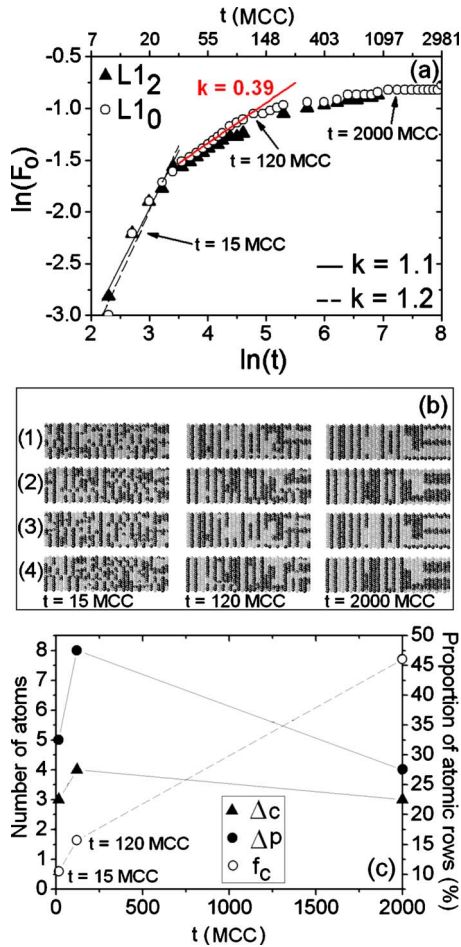 t (MCC)
7 20 55 148 403 1097 2981
-0.5
-1.0
-1.5
-2.0
-2.5
-3.0
ln(F₀)
(a)
L1₂
L1₀
k = 0.39
t = 2000 MCC
t = 120 MCC
t = 15 MCC
k = 1.1
k = 1.2
2 3 4 5 6 7 8
ln(t)
(b)
(1)
(2)
(3)
(4)
t = 15 MCC t = 120 MCC t = 2000 MCC
8
7
6
5
4
3
2
1
0
Number of atoms
50
45
40
35
30
25
20
15
10
Proportion of atomic rows (%)
Δc
Δp
f_c
t = 120 MCC
t = 15 MCC
(c)
0 500 1000 1500 2000
t (MCC)